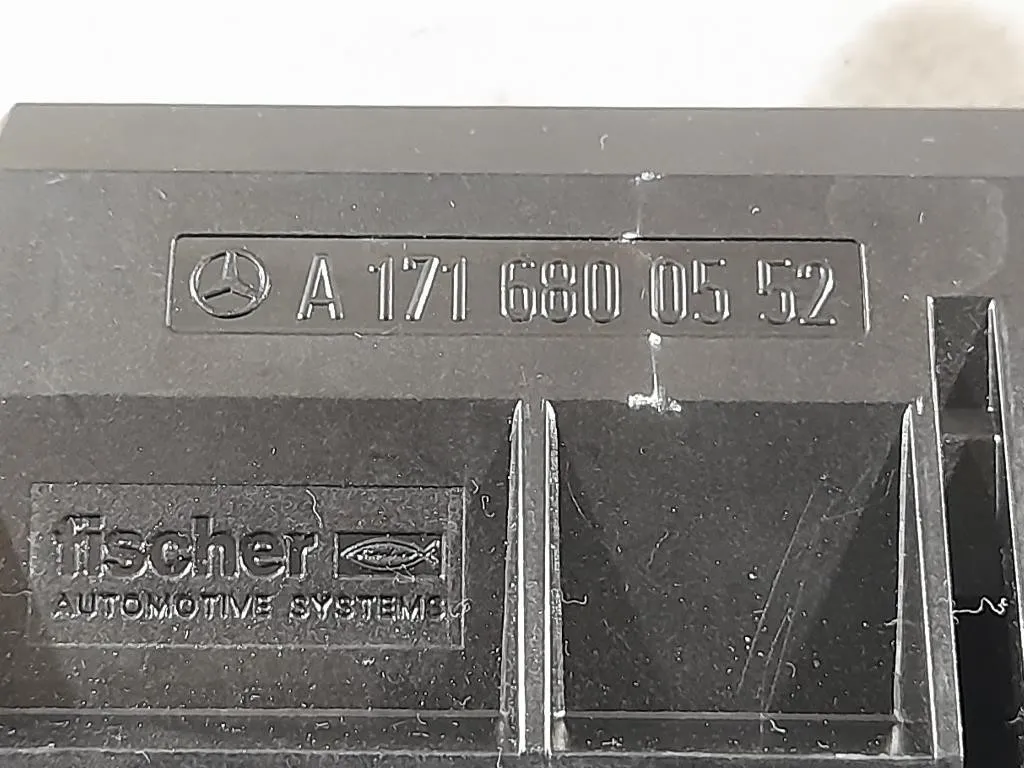 A 171 680 05 52
fischer
AUTOMOTIVE SYSTEMS